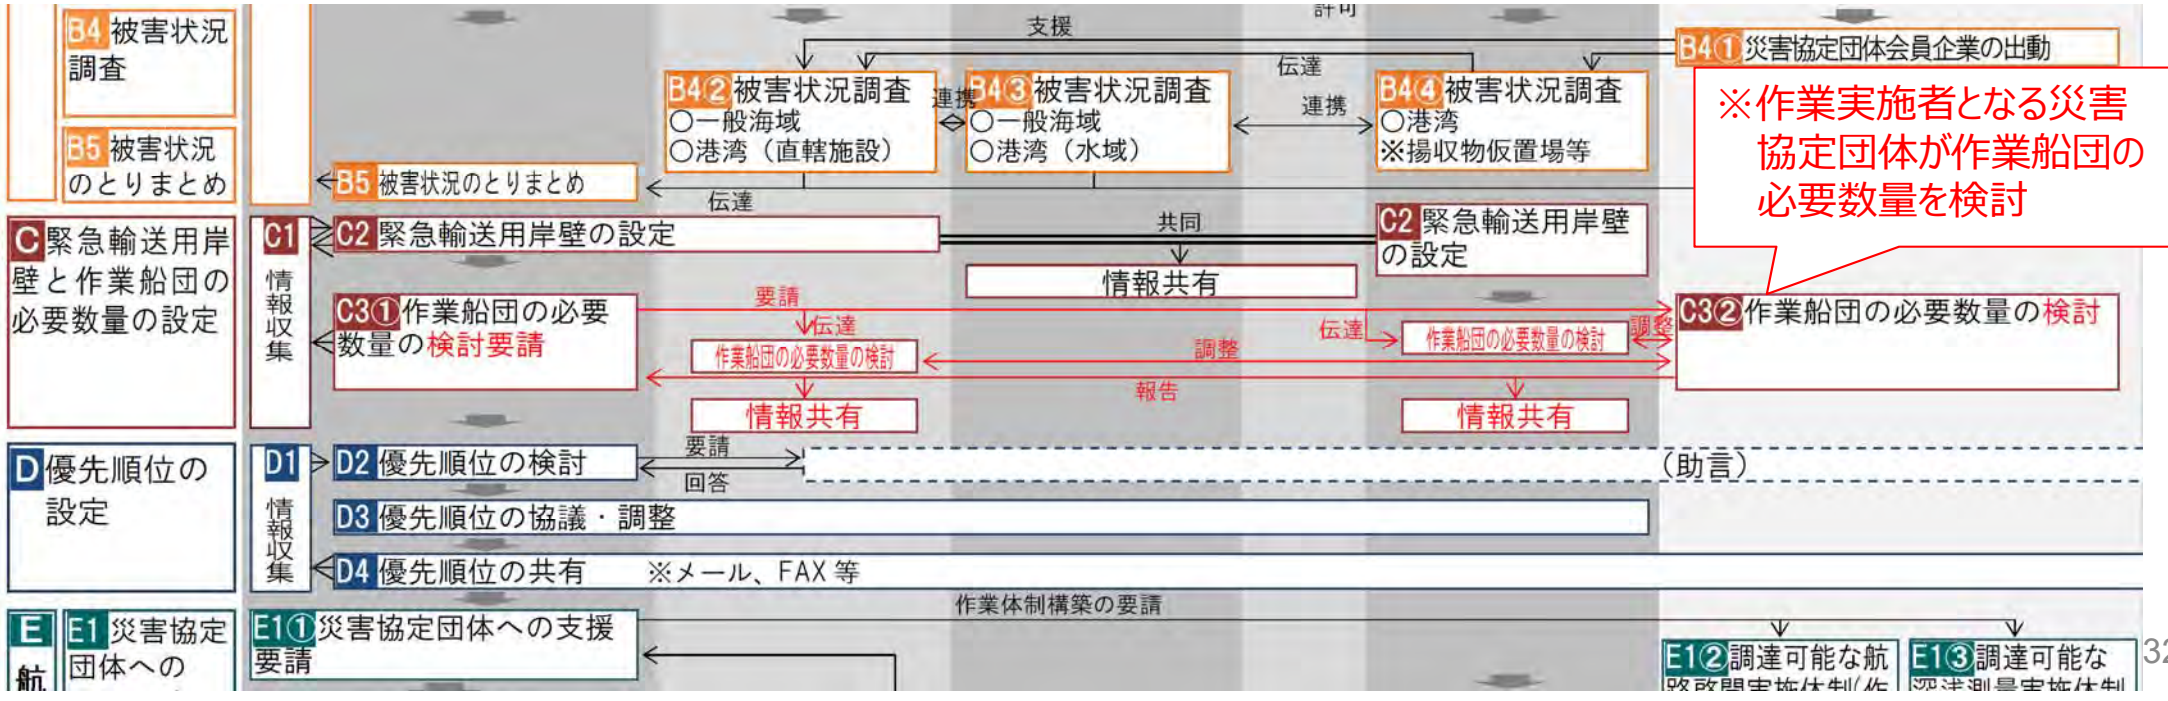 支援
許可
B4 被害状況
調査
B4① 災害協定団体会員企業の出動
伝達
B4② 被害状況調査
○一般海域
○港湾（直轄施設）
連携
B4③ 被害状況調査
○一般海域
○港湾（水域）
連携
B4④ 被害状況調査
○港湾
※揚収物仮置場等
※作業実施者となる災害
協定団体が作業船団の
必要数量を検討
B5 被害状況
のとりまとめ
B5 被害状況のとりまとめ
伝達
C 緊急輸送用岸
壁と作業船団の
必要数量の設定
C1
情報収集
C2 緊急輸送用岸壁の設定
共同
情報共有
C2 緊急輸送用岸壁
の設定
C3① 作業船団の必要
数量の検討要請
要請
伝達
作業船団の必要数量の検討
調整
伝達
作業船団の必要数量の検討
調整
C3② 作業船団の必要数量の検討
報告
情報共有
情報共有
D 優先順位の
設定
D1
情報収集
D2 優先順位の検討
要請
回答
（助言）
D3 優先順位の協議・調整
D4 優先順位の共有 ※メール、FAX 等
作業体制構築の要請
E
航
E1 災害協定
団体への
E1① 災害協定団体への支援
要請
E1② 調達可能な航
路啓開実施体制(作
E1③ 調達可能な
深浅測量実施体制
32